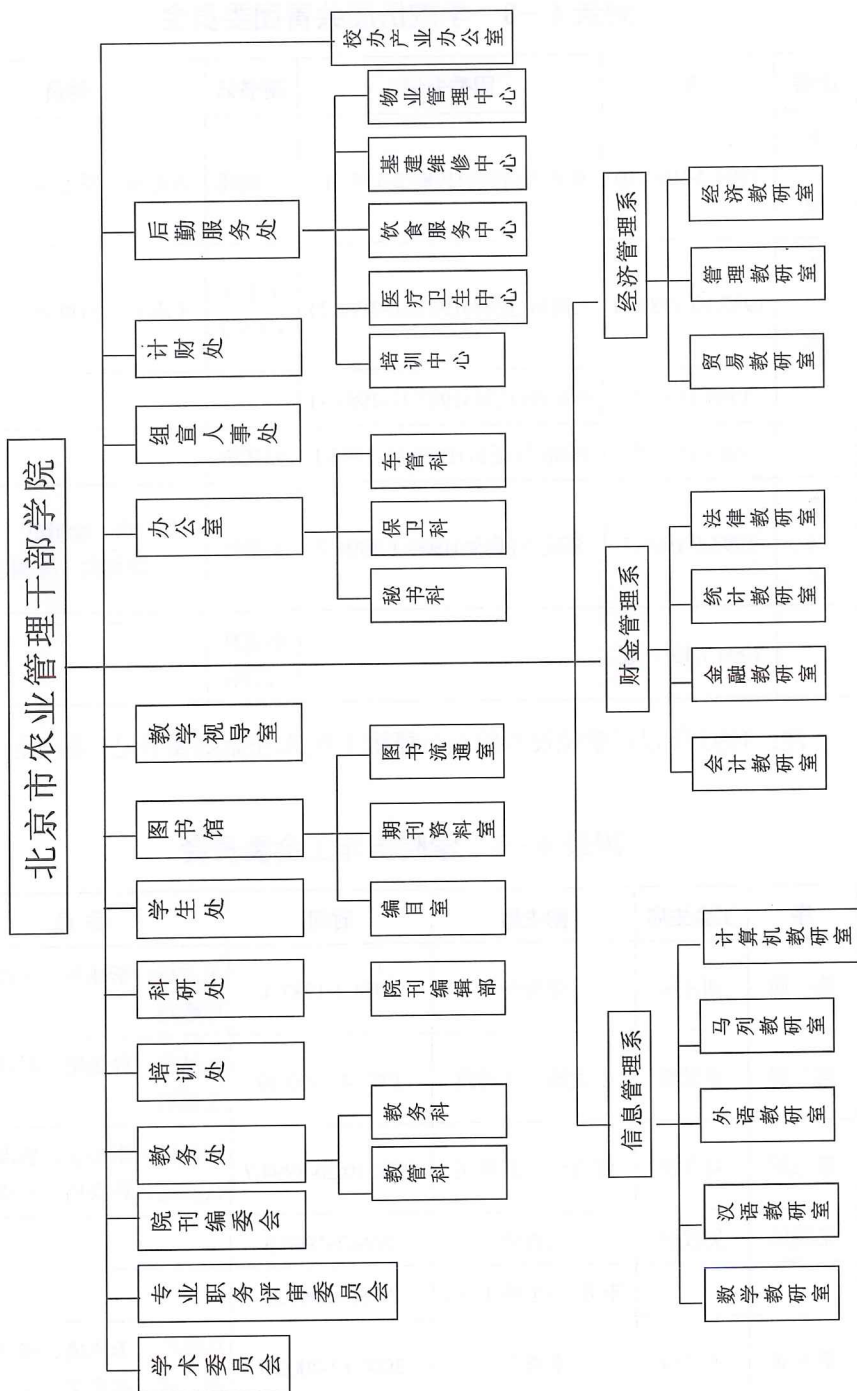 北京市农业管理干部学院
学术委员会
专业职务评审委员会
院刊编委会
教务处
培训处
科研处
学生处
图书馆
教学视导室
办公室
组宣人事处
计财处
后勤服务处
校办产业办公室
教管科
教务科
院刊编辑部
编目室
期刊资料室
图书流通室
秘书科
保卫科
车管科
培训中心
医疗卫生中心
饮食服务中心
基建维修中心
物业管理中心
信息管理系
财金管理系
经济管理系
数学教研室
汉语教研室
外语教研室
马列教研室
计算机教研室
会计教研室
金融教研室
统计教研室
法律教研室
贸易教研室
管理教研室
经济教研室